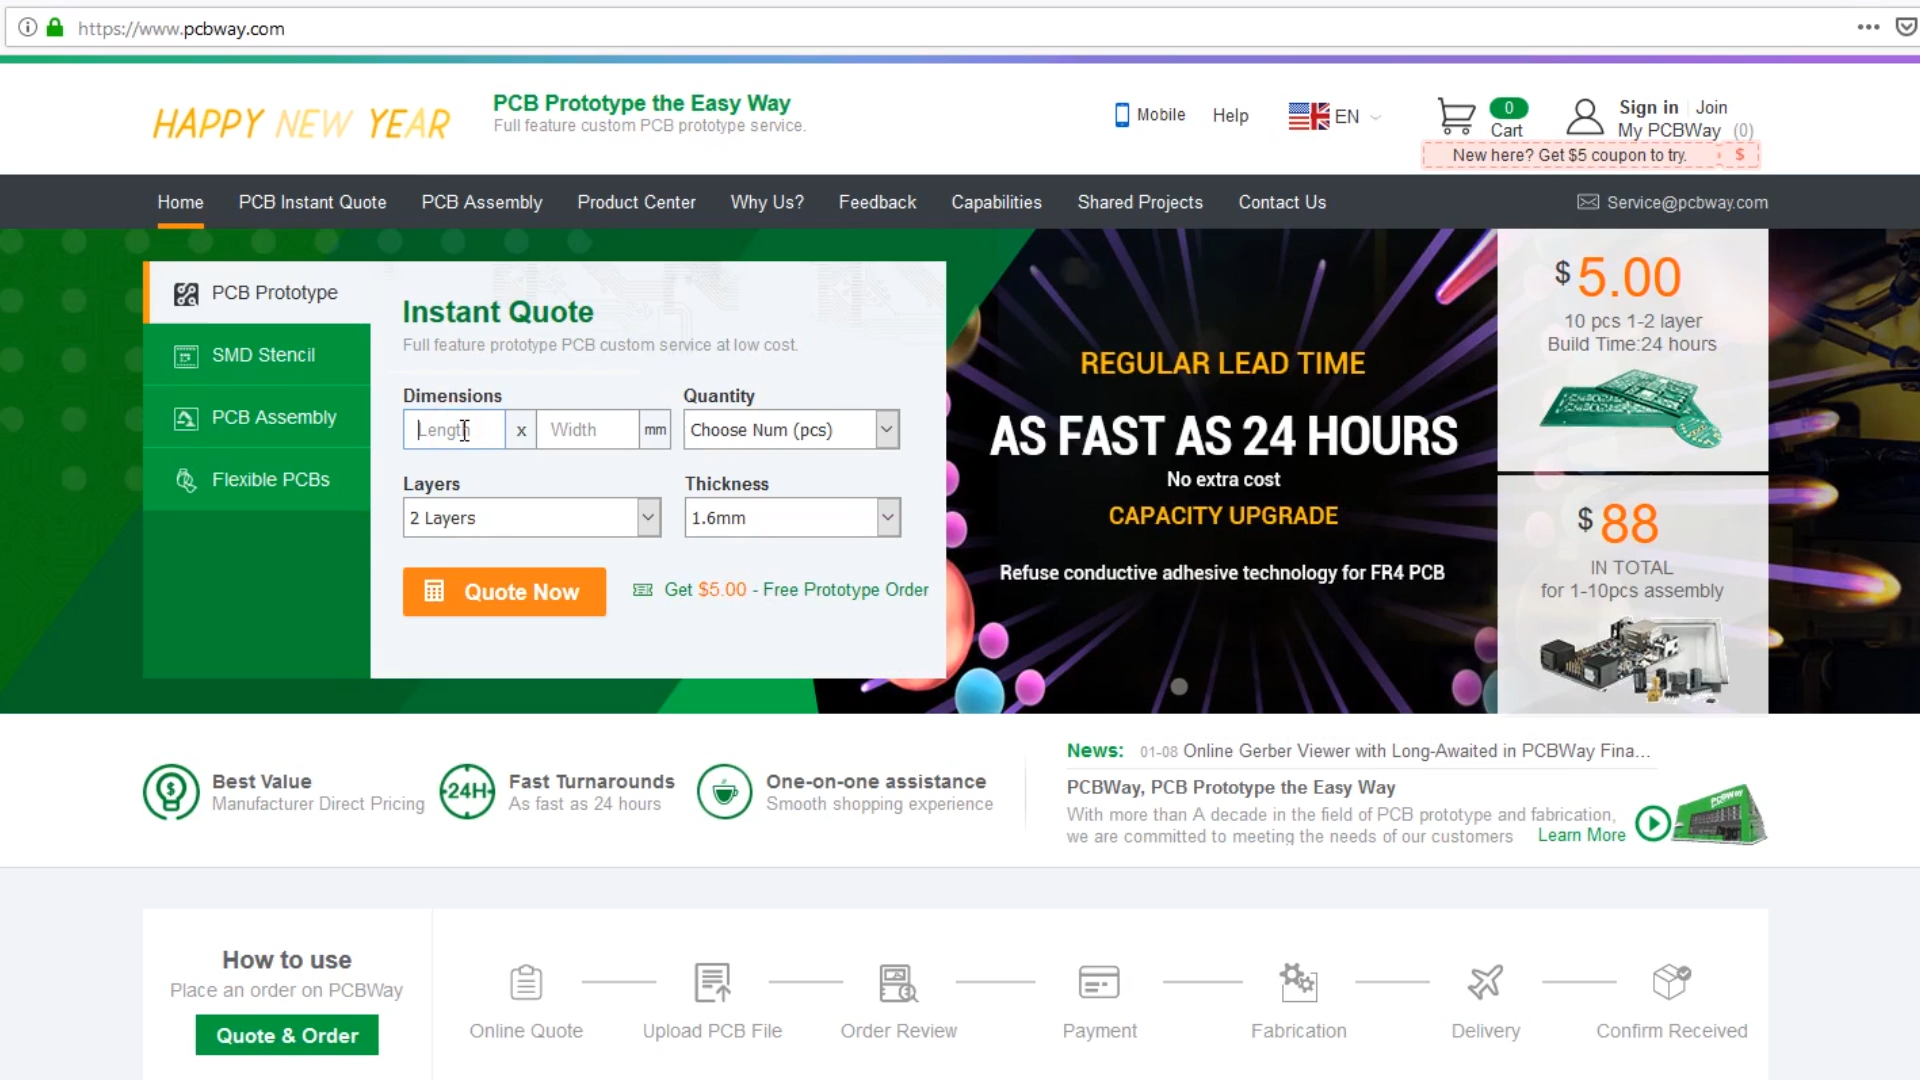 https://www.pcbway.com
HAPPY NEW YEAR
PCB Prototype the Easy Way
Full feature custom PCB prototype service.
Mobile
Help
EN
0
Cart
Sign in
Join
My PCBWay (0)
New here? Get $5 coupon to try. $
Home
PCB Instant Quote
PCB Assembly
Product Center
Why Us?
Feedback
Capabilities
Shared Projects
Contact Us
Service@pcbway.com
PCB Prototype
SMD Stencil
PCB Assembly
Flexible PCBs
Instant Quote
Full feature prototype PCB custom service at low cost.
Dimensions
Quantity
Length x Width mm
Choose Num (pcs)
Layers
Thickness
2 Layers
1.6mm
Quote Now
Get $5.00 - Free Prototype Order
REGULAR LEAD TIME
AS FAST AS 24 HOURS
No extra cost
CAPACITY UPGRADE
Refuse conductive adhesive technology for FR4 PCB
$ 5.00
10 pcs 1-2 layer
Build Time:24 hours
$ 88
IN TOTAL
for 1-10pcs assembly
$
Best Value
Manufacturer Direct Pricing
24H
Fast Turnarounds
As fast as 24 hours
One-on-one assistance
Smooth shopping experience
News: 01-08 Online Gerber Viewer with Long-Awaited in PCBWay Fina...
PCBWay, PCB Prototype the Easy Way
With more than A decade in the field of PCB prototype and fabrication,
we are committed to meeting the needs of our customers Learn More
PCBWay
How to use
Place an order on PCBWay
Quote & Order
Online Quote
Upload PCB File
Order Review
Payment
Fabrication
Delivery
Confirm Received